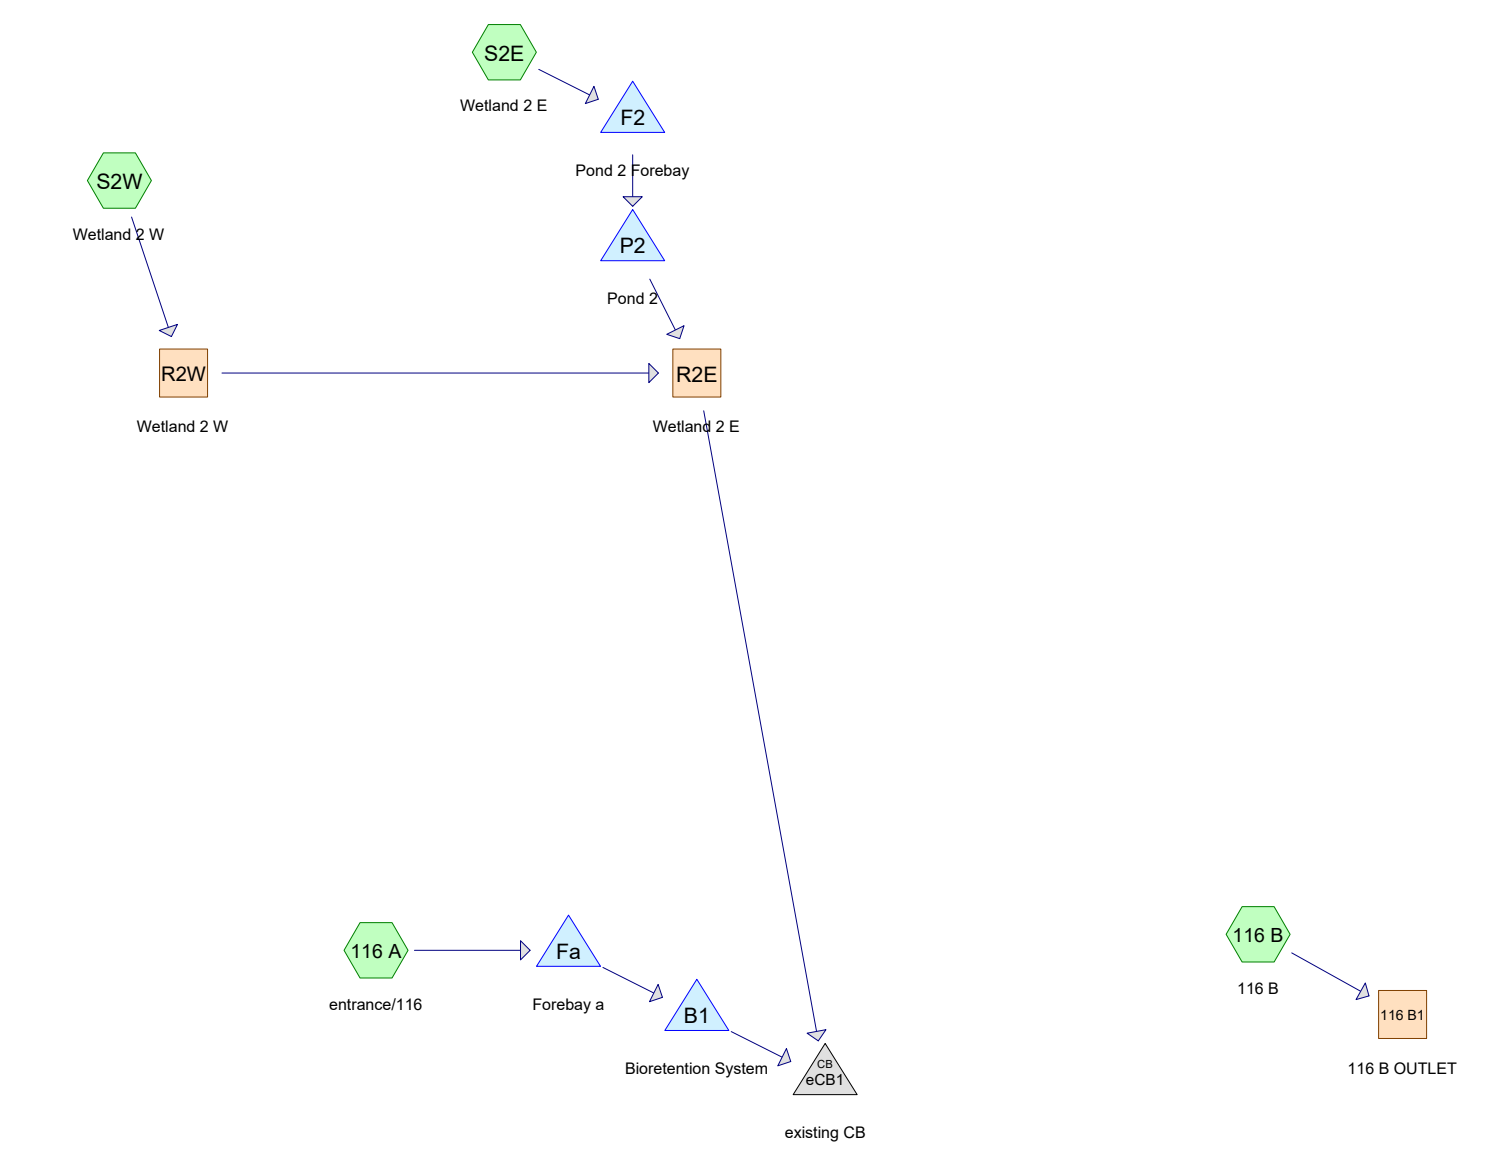 S2E
Wetland 2 E
F2
Pond 2 Forebay
S2W
Wetland 2 W
P2
Pond 2
R2W
Wetland 2 W
R2E
Wetland 2 E
116 A
entrance/116
Fa
Forebay a
B1
Bioretention System
CB
eCB1
existing CB
116 B
116 B
116 B1
116 B OUTLET